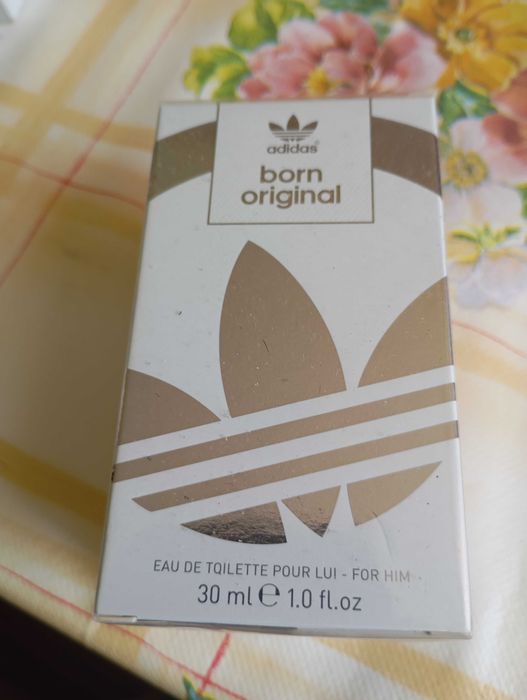 adidas®
born
original
EAU DE TOILETTE POUR LUI - FOR HIM
30 ml ℮ 1.0 fl.oz